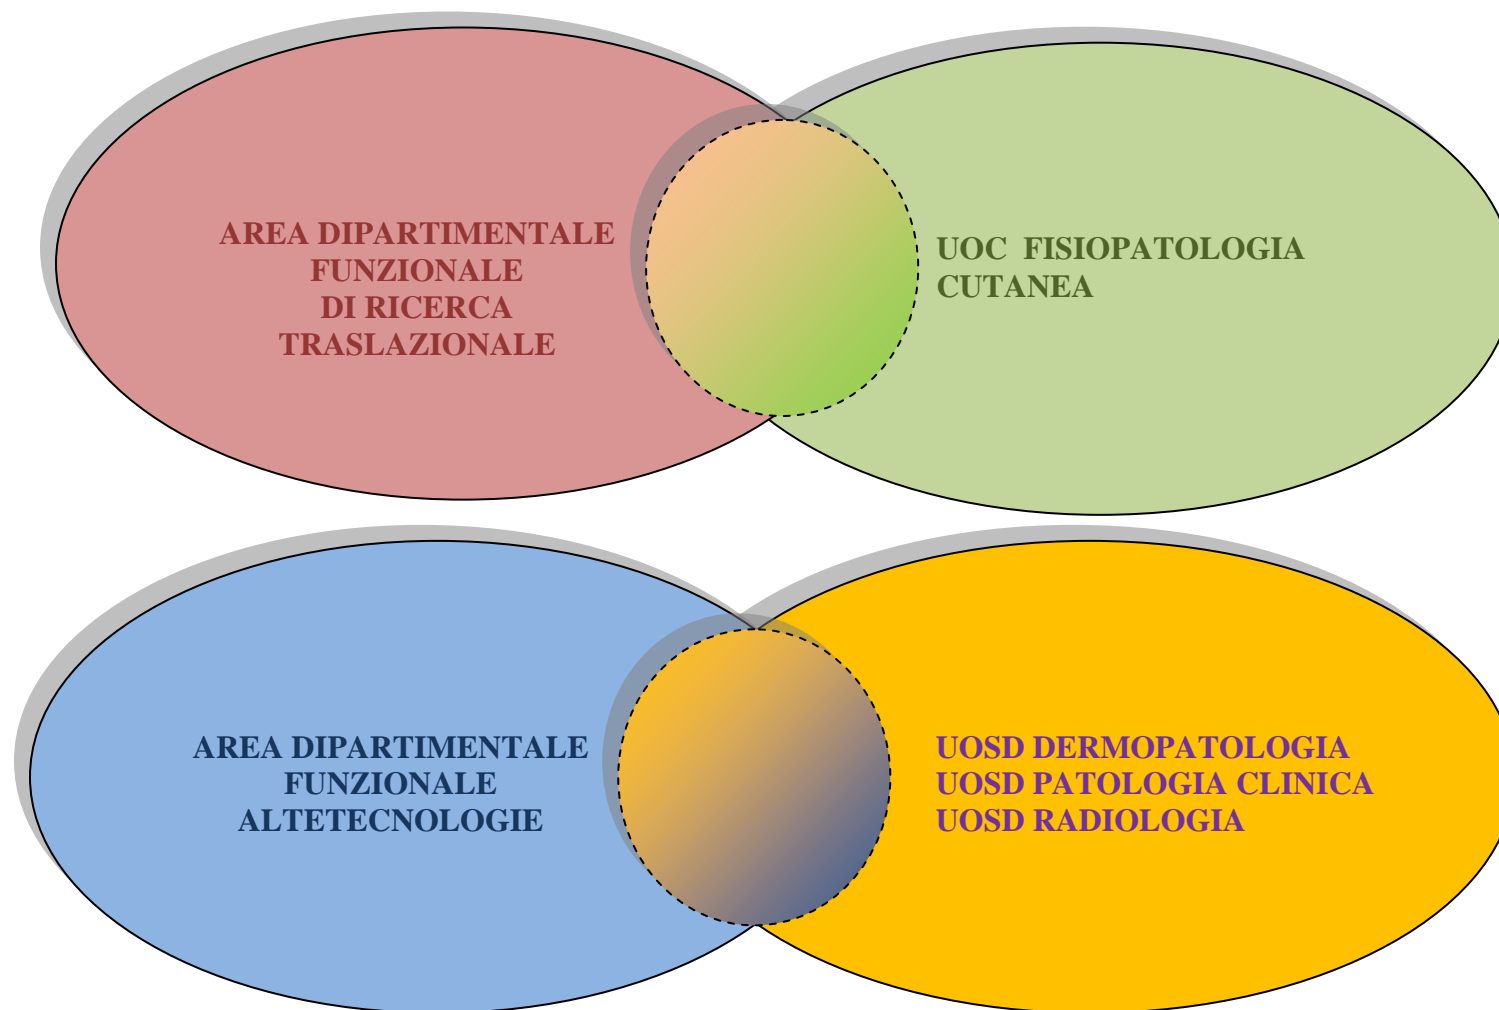 AREA DIPARTIMENTALE
FUNZIONALE
DI RICERCA
TRASLAZIONALE
UOC FISIOPATOLOGIA
CUTANEA
AREA DIPARTIMENTALE
FUNZIONALE
ALTETECNOLOGIE
UOSD DERMOPATOLOGIA
UOSD PATOLOGIA CLINICA
UOSD RADIOLOGIA